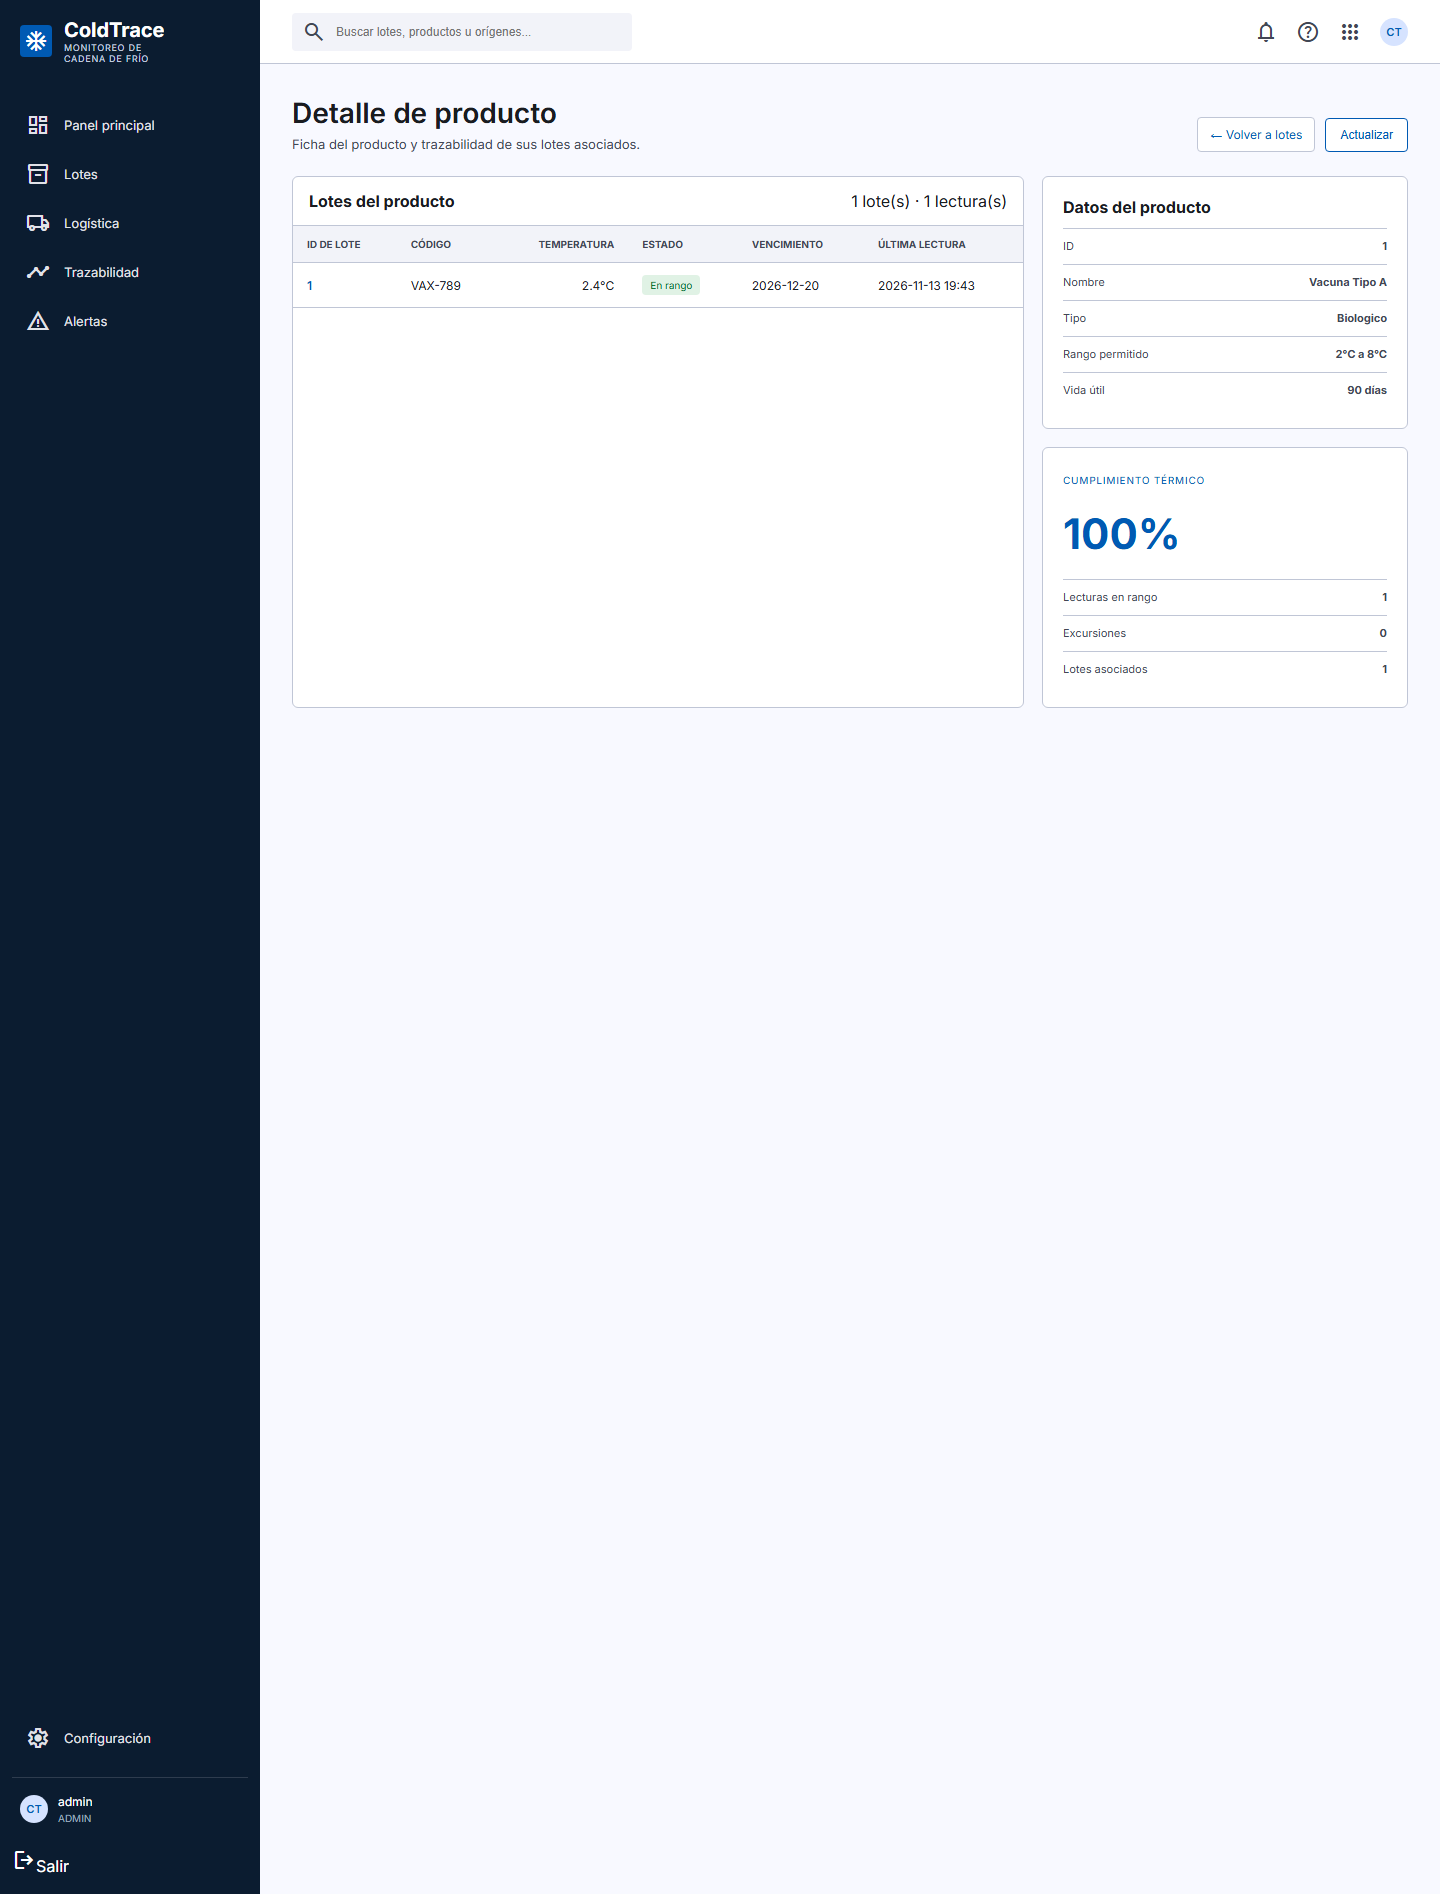 ColdTrace
MONITOREO DE
CADENA DE FRÍO
Panel principal
Lotes
Logística
Trazabilidad
Alertas
Configuración
CT
admin
ADMIN
Salir
Buscar lotes, productos u orígenes...
CT
Detalle de producto
Ficha del producto y trazabilidad de sus lotes asociados.
← Volver a lotes
Actualizar
Lotes del producto
1 lote(s) · 1 lectura(s)
ID DE LOTE CÓDIGO TEMPERATURA ESTADO VENCIMIENTO ÚLTIMA LECTURA
1 VAX-789 2.4°C En rango 2026-12-20 2026-11-13 19:43
Datos del producto
ID 1
Nombre Vacuna Tipo A
Tipo Biologico
Rango permitido 2°C a 8°C
Vida útil 90 días
CUMPLIMIENTO TÉRMICO
100%
Lecturas en rango 1
Excursiones 0
Lotes asociados 1